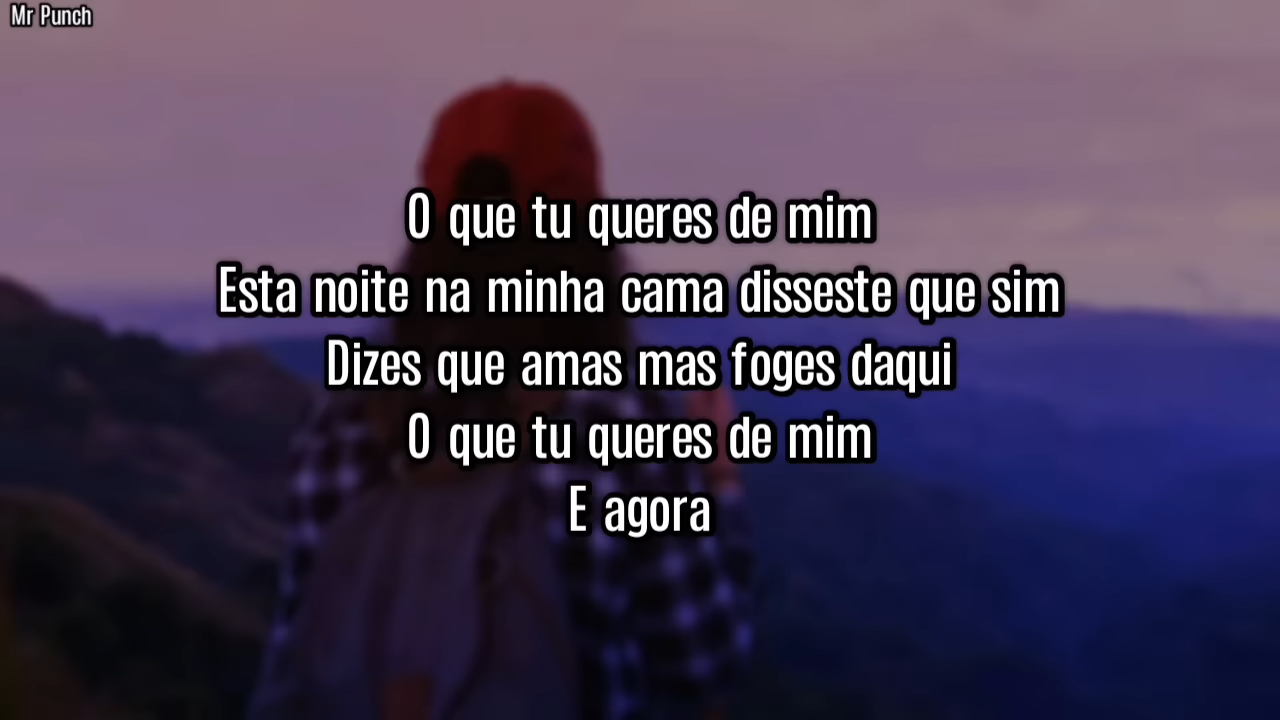 Mr Punch
O que tu queres de mim
Esta noite na minha cama disseste que sim
Dizes que amas mas foges daqui
O que tu queres de mim
E agora